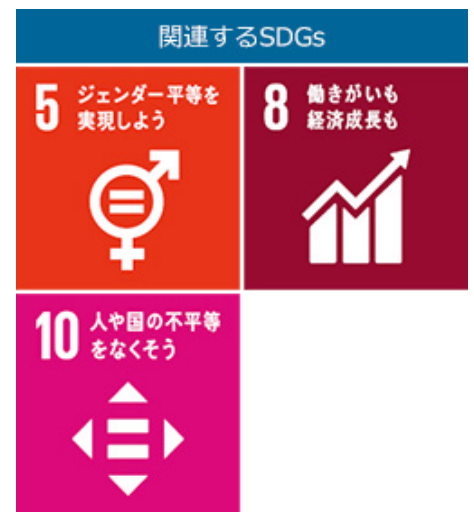 関連するSDGs
5 ジェンダー平等を
実現しよう
8 働きがいも
経済成長も
10 人や国の不平等
をなくそう